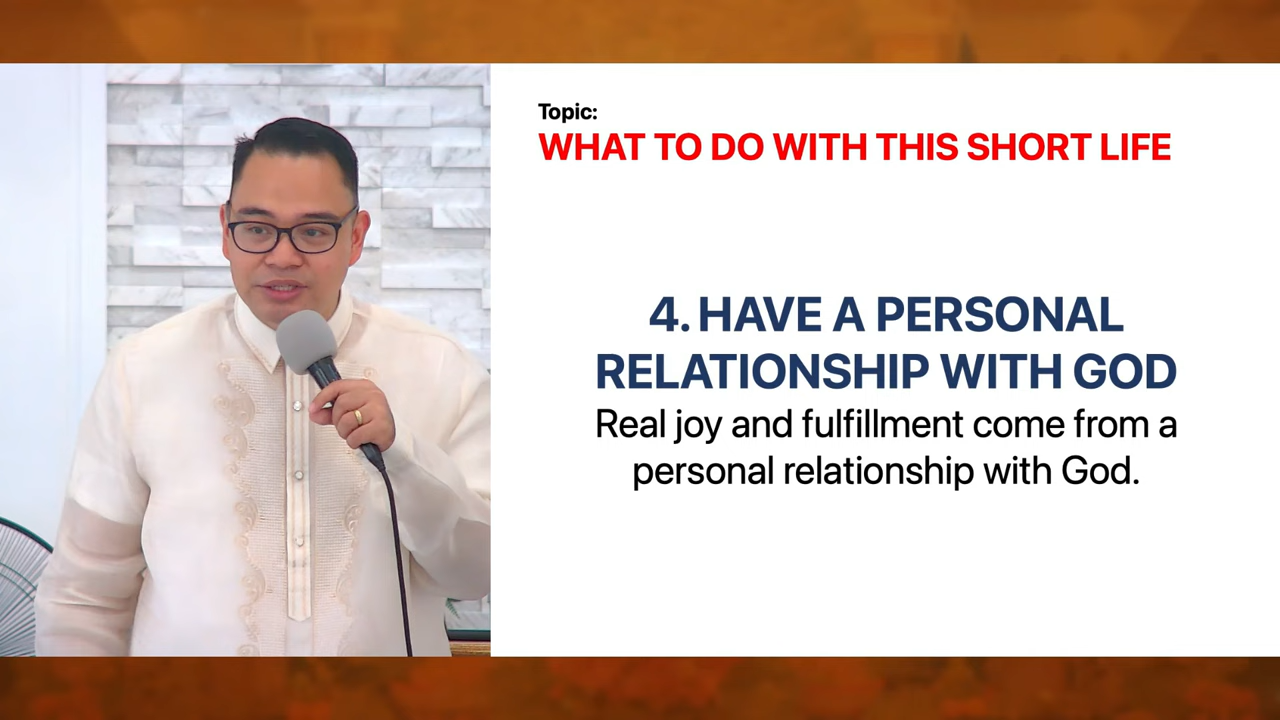 Topic:
WHAT TO DO WITH THIS SHORT LIFE
4. HAVE A PERSONAL
RELATIONSHIP WITH GOD
Real joy and fulfillment come from a
personal relationship with God.